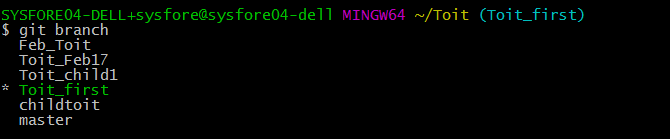 SYSFORE04-DELL+sysfore@sysfore04-dell MINGW64 ~/Toit (Toit_first)
$ git branch
Feb_Toit
Toit_Feb17
Toit_child1
* Toit_first
childtoit
master